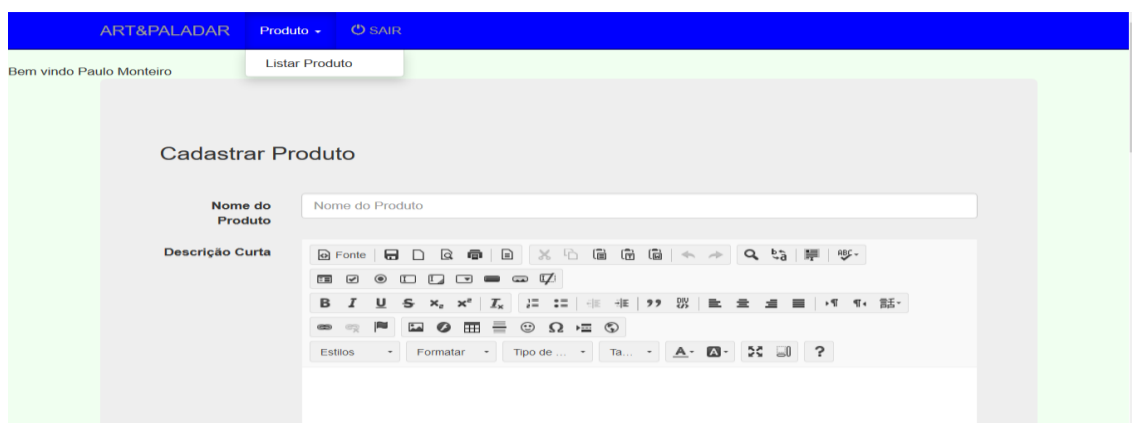 ART&PALADAR Produto SAIR
Listar Produto
Bem vindo Paulo Monteiro
Cadastrar Produto
Nome do
Produto
Nome do Produto
Descrição Curta
Fonte
Estilos Formatar Tipo de ... Ta...